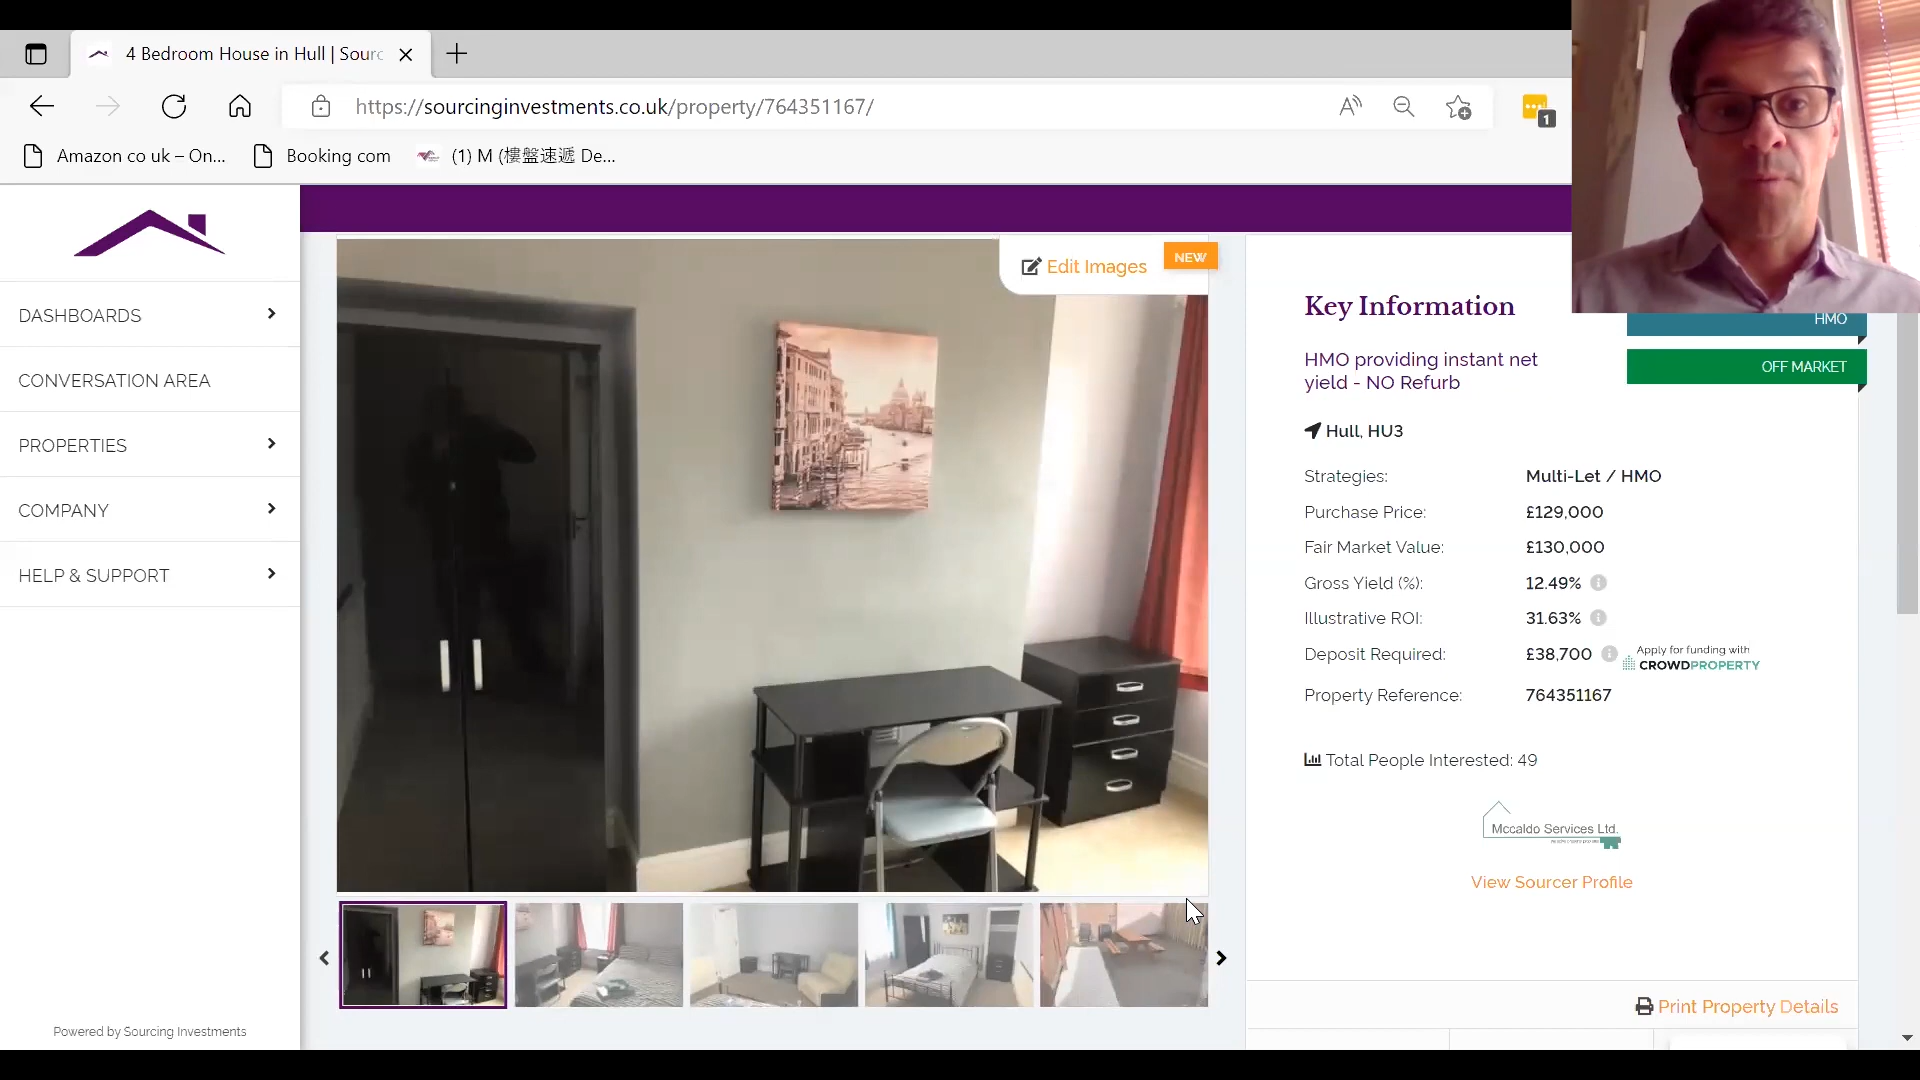 4 Bedroom House in Hull | Sourc
https://sourcinginvestments.co.uk/property/764351167/
1
Amazon co uk – On...
Booking com
(1) M (樓盤速遞 De...
DASHBOARDS
CONVERSATION AREA
PROPERTIES
COMPANY
HELP & SUPPORT
Powered by Sourcing Investments
Edit Images
NEW
Key Information
HMO
OFF MARKET
HMO providing instant net
yield - NO Refurb
Hull, HU3
Strategies: Multi-Let / HMO
Purchase Price: £129,000
Fair Market Value: £130,000
Gross Yield (%): 12.49%
Illustrative ROI: 31.63%
Deposit Required: £38,700
Apply for funding with
CROWDPROPERTY
Property Reference: 764351167
Total People Interested: 49
Mccaldo Services Ltd.
View Sourcer Profile
Print Property Details